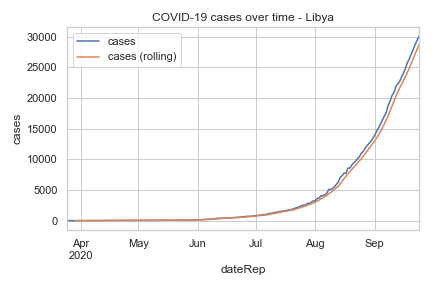 COVID-19 cases over time - Libya
cases
cases (rolling)
30000
25000
20000
15000
10000
5000
0
cases
Apr
2020
May
Jun
Jul
Aug
Sep
dateRep